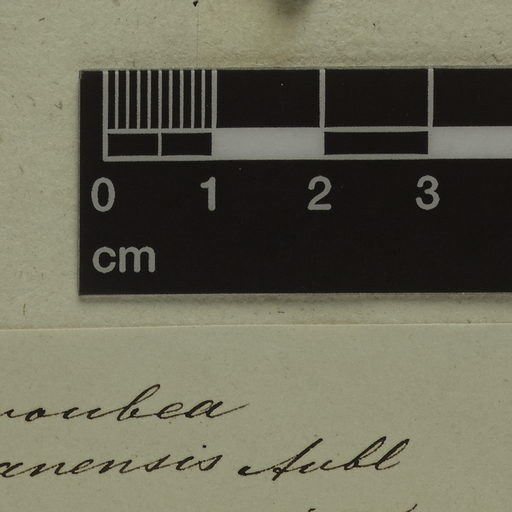 0 1 2 3
cm
roubea
anensis Aubl